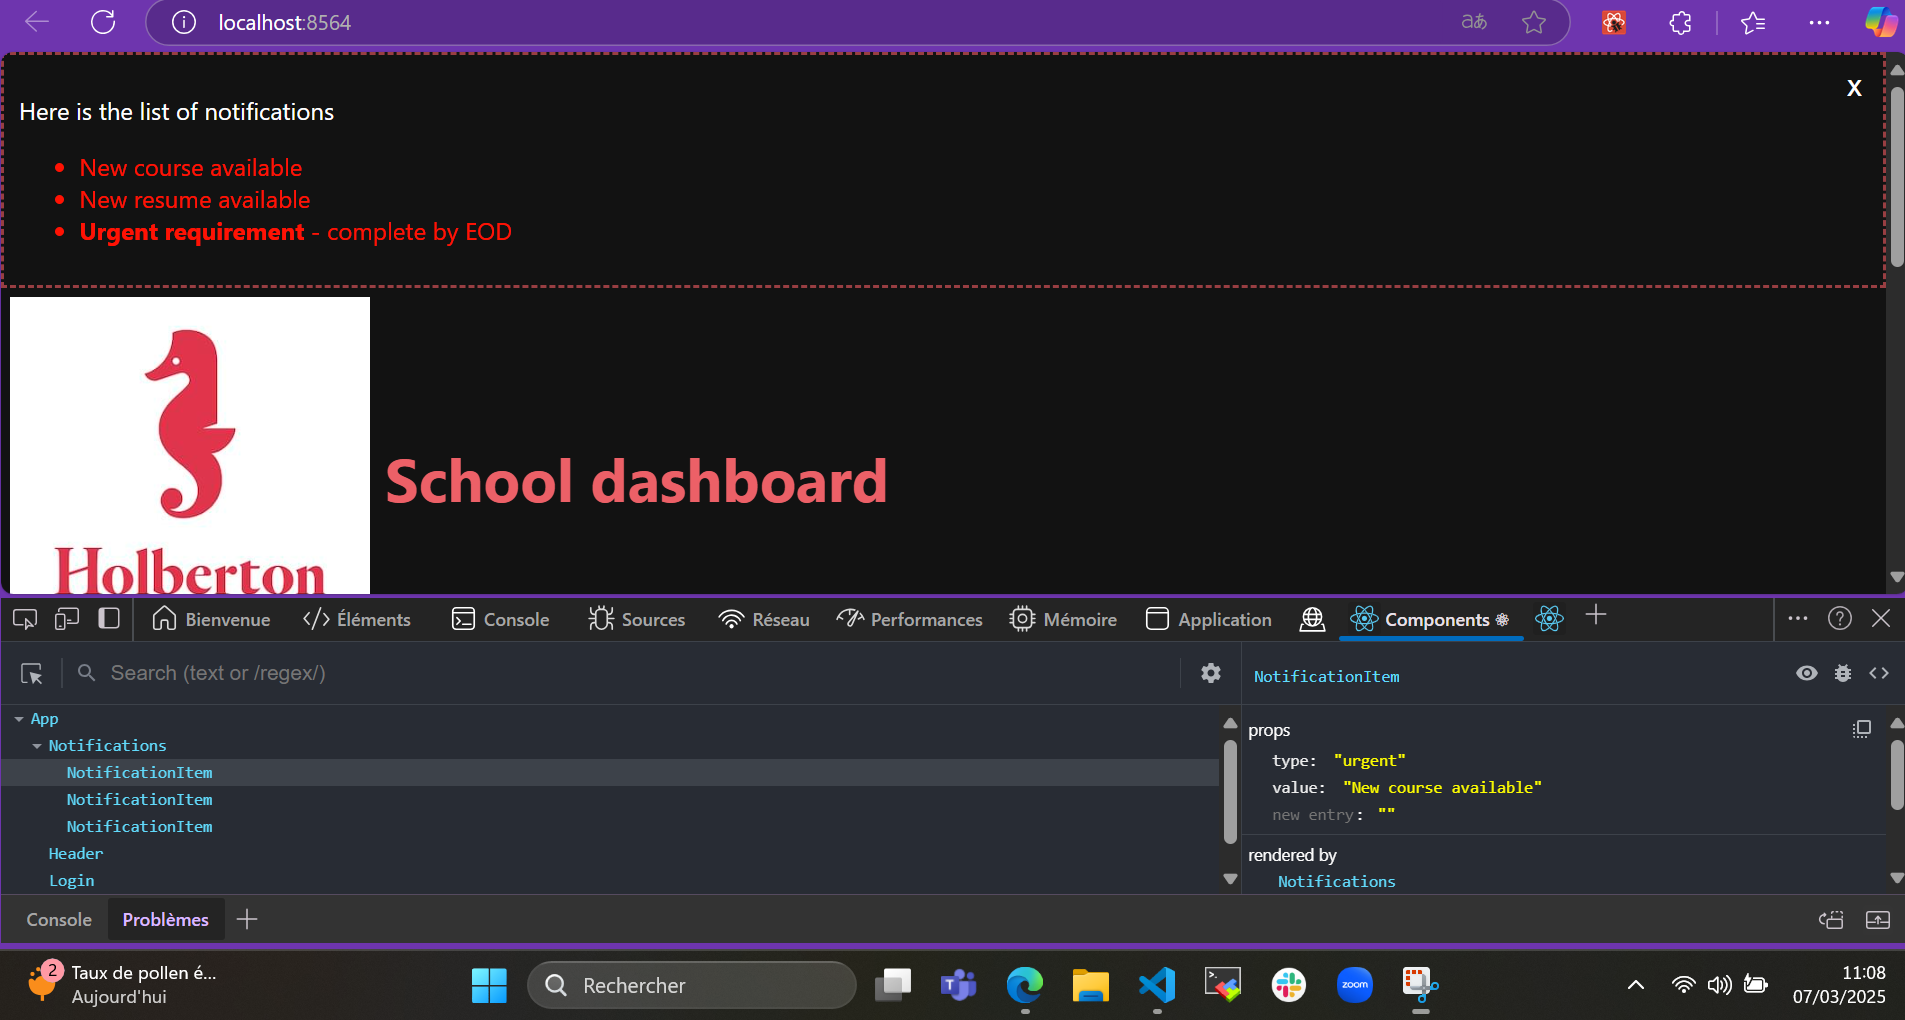 localhost:8564
aあ
X
Here is the list of notifications
New course available
New resume available
Urgent requirement - complete by EOD
School dashboard
Holberton
Bienvenue
</> Éléments
Console
Sources
Réseau
Performances
Mémoire
Application
Components ⚛
Search (text or /regex/)
NotificationItem
App
Notifications
NotificationItem
NotificationItem
NotificationItem
Header
Login
props
type: "urgent"
value: "New course available"
new entry: ""
rendered by
Notifications
Console
Problèmes
2
Taux de pollen é...
Aujourd'hui
Rechercher
zoom
11:08
07/03/2025